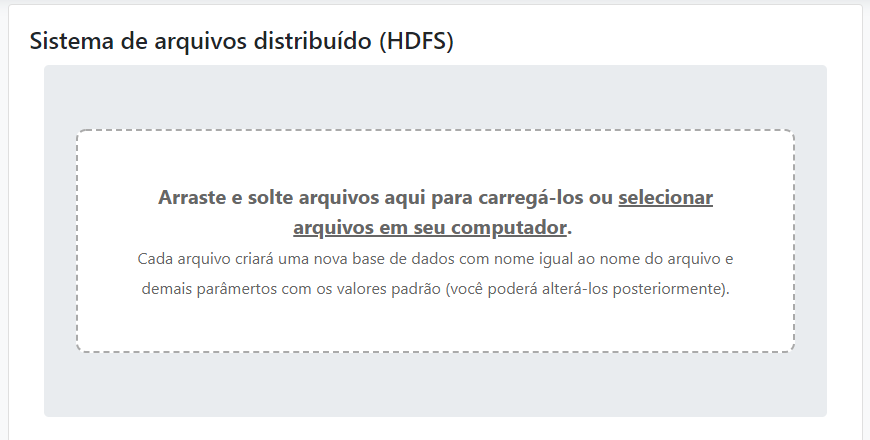 Sistema de arquivos distribuído (HDFS)
Arraste e solte arquivos aqui para carregá-los ou selecionar
arquivos em seu computador.
Cada arquivo criará uma nova base de dados com nome igual ao nome do arquivo e
demais parâmertos com os valores padrão (você poderá alterá-los posteriormente).